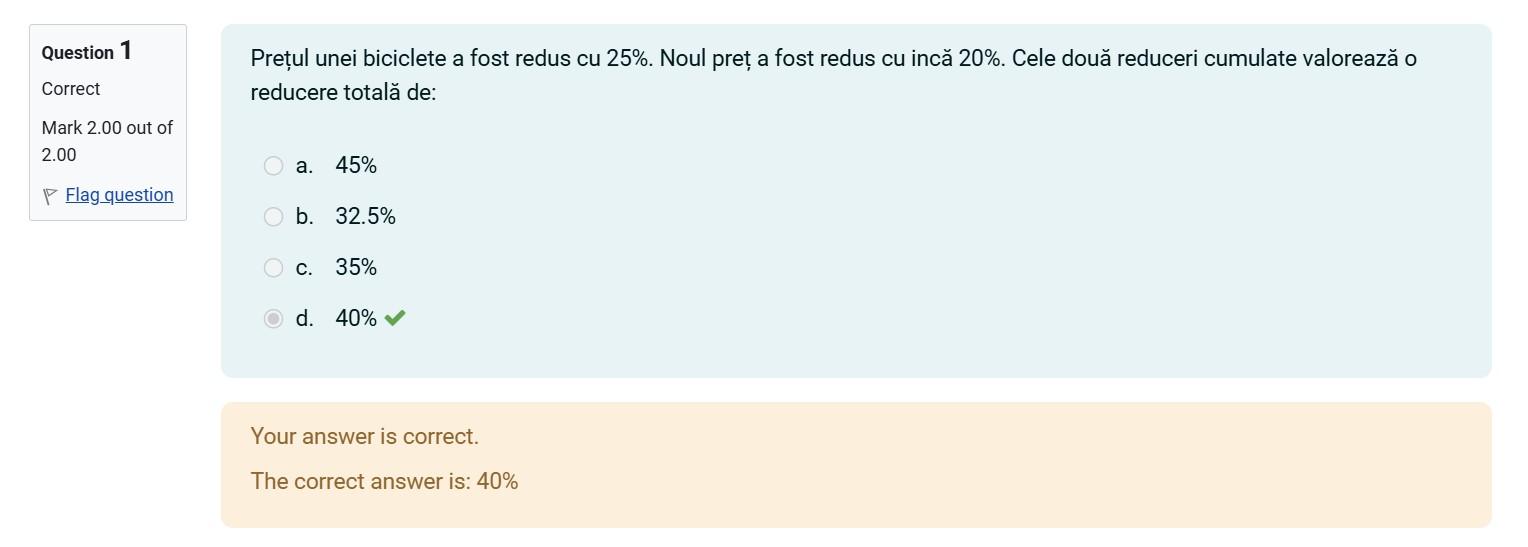 Question 1
Correct
Mark 2.00 out of
2.00
Flag question
Prețul unei biciclete a fost redus cu 25%. Noul preț a fost redus cu incă 20%. Cele două reduceri cumulate valorează o
reducere totală de:
a. 45%
b. 32.5%
c. 35%
d. 40%
Your answer is correct.
The correct answer is: 40%